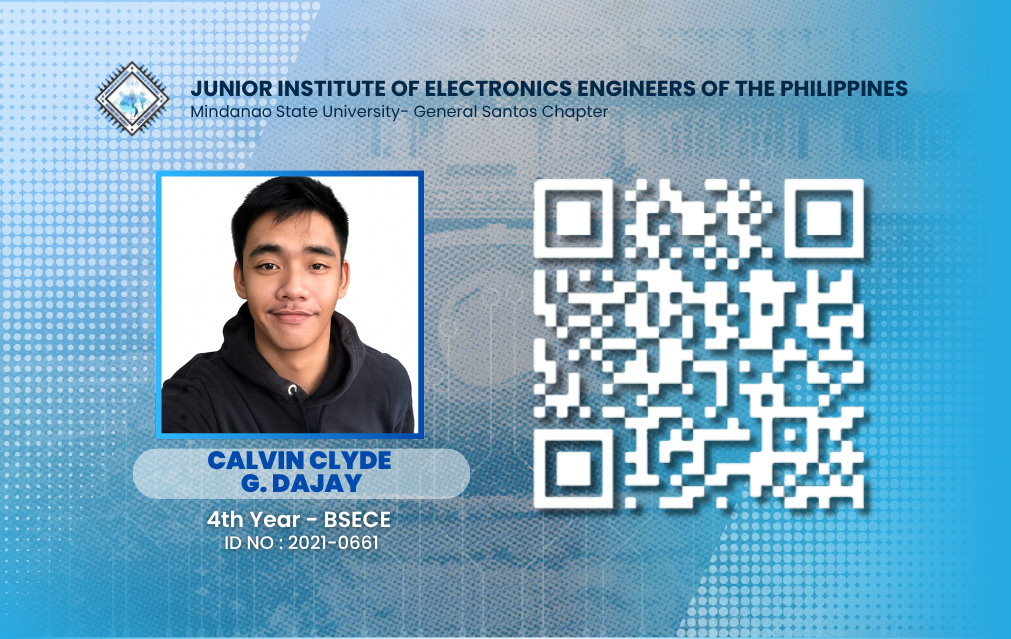 JUNIOR INSTITUTE OF ELECTRONICS ENGINEERS OF THE PHILIPPINES
Mindanao State University- General Santos Chapter
CALVIN CLYDE
G. DAJAY
4th Year - BSECE
ID NO : 2021-0661